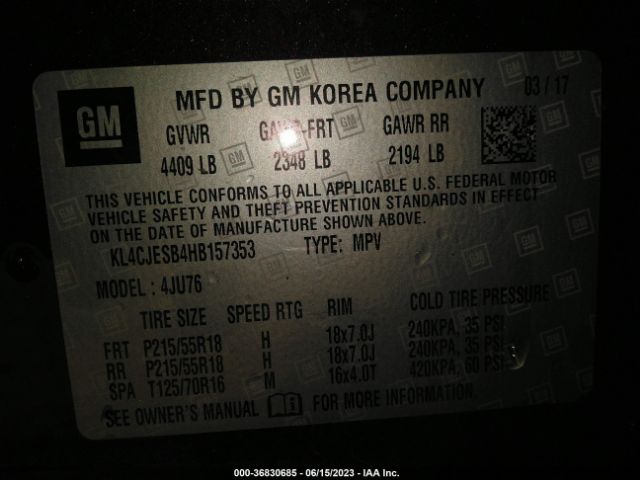 GM
MFD BY GM KOREA COMPANY 03 / 17
GVWR GAWR-FRT GAWR RR
4409 LB 2348 LB 2194 LB
THIS VEHICLE CONFORMS TO ALL APPLICABLE U.S. FEDERAL MOTOR
VEHICLE SAFETY AND THEFT PREVENTION STANDARDS IN EFFECT
ON THE DATE OF MANUFACTURE SHOWN ABOVE.
KL4CJESB4HB157353 TYPE: MPV
MODEL : 4JU76
TIRE SIZE SPEED RTG RIM COLD TIRE PRESSURE
FRT P215/55R18 H 18x7.0J 240KPA, 35 PSI
RR P215/55R18 H 18x7.0J 240KPA, 35 PSI
SPA T125/70R16 M 16x4.0T 420KPA, 60 PSI
SEE OWNER'S MANUAL FOR MORE INFORMATION.
000-36830685 - 06/15/2023 - IAA Inc.